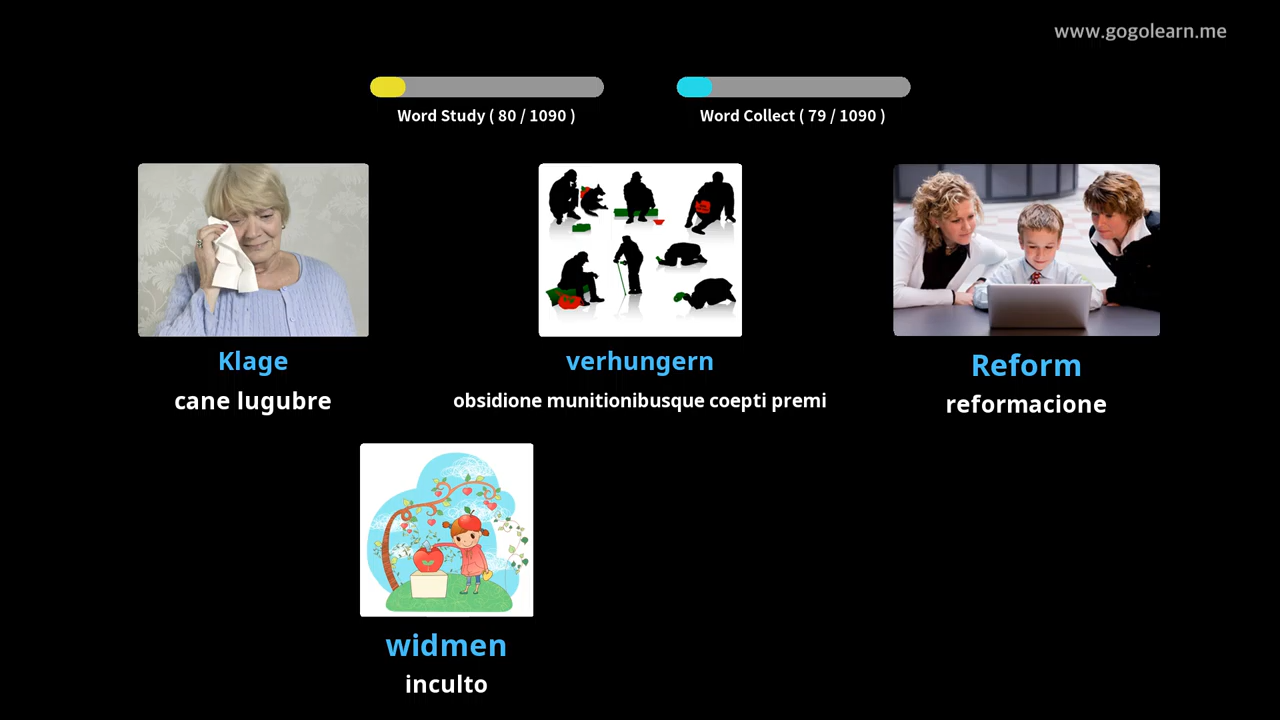 www.gogolearn.me
Word Study ( 80 / 1090 )
Word Collect ( 79 / 1090 )
Klage
verhungern
Reform
cane lugubre
obsidione munitionibusque coepti premi
reformacione
widmen
inculto